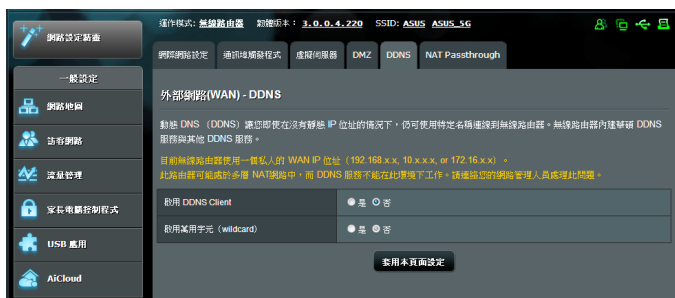 運作模式: 無線路由器 韌體版本: 3.0.0.4.220 SSID: ASUS ASUS_5G
網路設定精靈
網際網路設定 通訊埠觸發程式 虛擬伺服器 DMZ DDNS NAT Passthrough
一般設定
網路地圖
訪客網路
流量管理
家長電腦控制程式
USB 應用
AiCloud
外部網路(WAN) - DDNS
動態 DNS (DDNS) 讓您即使在沒有靜態 IP 位址的情況下,仍可使用特定名稱連線到無線路由器。無線路由器內建華碩 DDNS
服務與其他 DDNS 服務。
目前無線路由器使用一個私人的 WAN IP 位址 (192.168.x.x, 10.x.x.x, or 172.16.x.x) 。
此路由器可能處於多層 NAT網路中,而 DDNS 服務不能在此環境下工作。請連絡您的網路管理人員處理此問題。
啟用 DDNS Client 是 否
啟用萬用字元 (wildcard) 是 否
套用本頁面設定